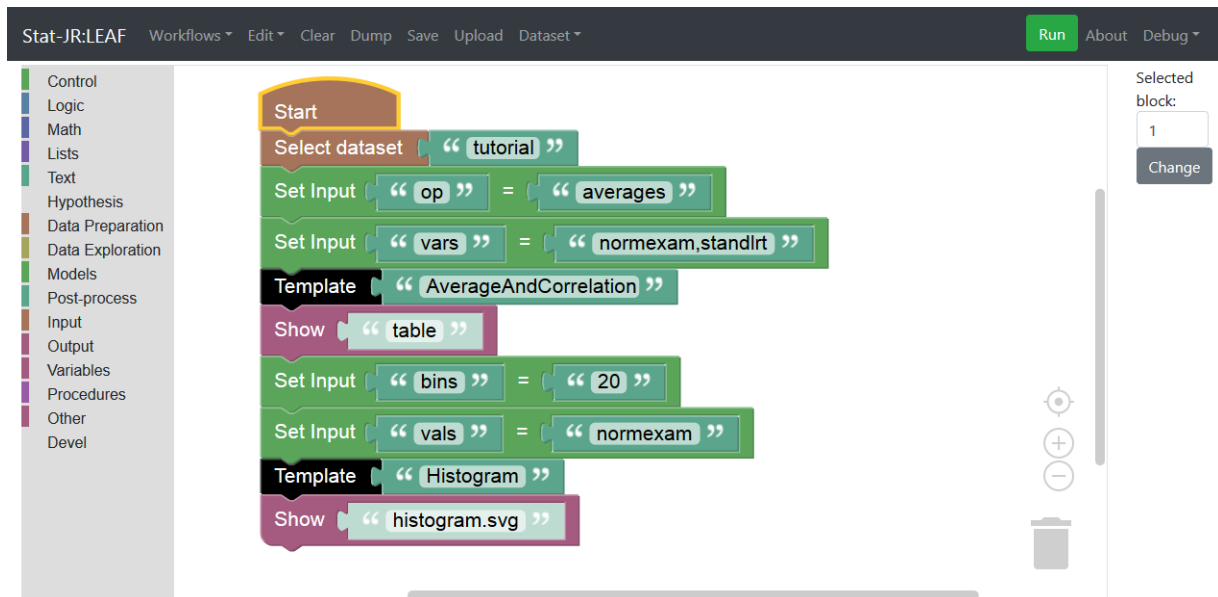 Stat-JR:LEAF Workflows Edit Clear Dump Save Upload Dataset Run About Debug
Control
Logic
Math
Lists
Text
Hypothesis
Data Preparation
Data Exploration
Models
Post-process
Input
Output
Variables
Procedures
Other
Devel
Start
Select dataset “ tutorial ”
Set Input “ op ” = “ averages ”
Set Input “ vars ” = “ normexam,standlrt ”
Template “ AverageAndCorrelation ”
Show “ table ”
Set Input “ bins ” = “ 20 ”
Set Input “ vals ” = “ normexam ”
Template “ Histogram ”
Show “ histogram.svg ”
Selected
block:
1
Change